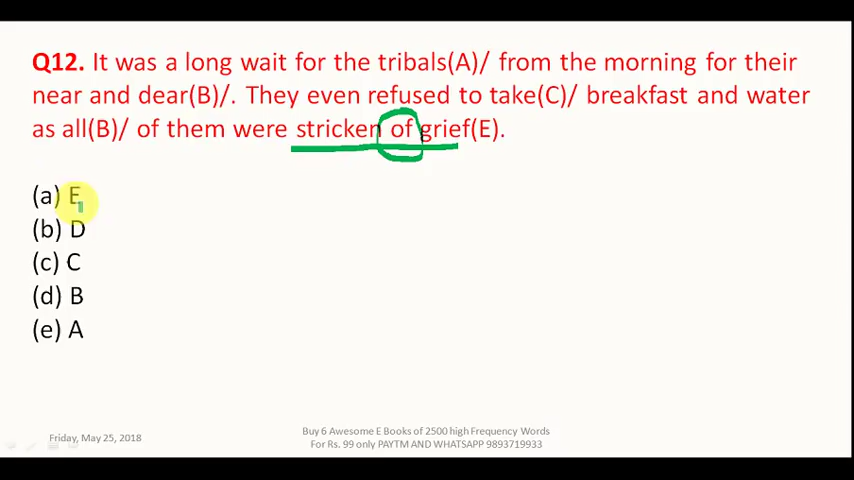 Q12. It was a long wait for the tribals(A)/ from the morning for their
near and dear(B)/. They even refused to take(C)/ breakfast and water
as all(B)/ of them were stricken of grief(E).
(a) E
(b) D
(c) C
(d) B
(e) A
Friday, May 25, 2018
Buy 6 Awesome E Books of 2500 high Frequency Words
For Rs. 99 only PAYTM AND WHATSAPP 9893719933